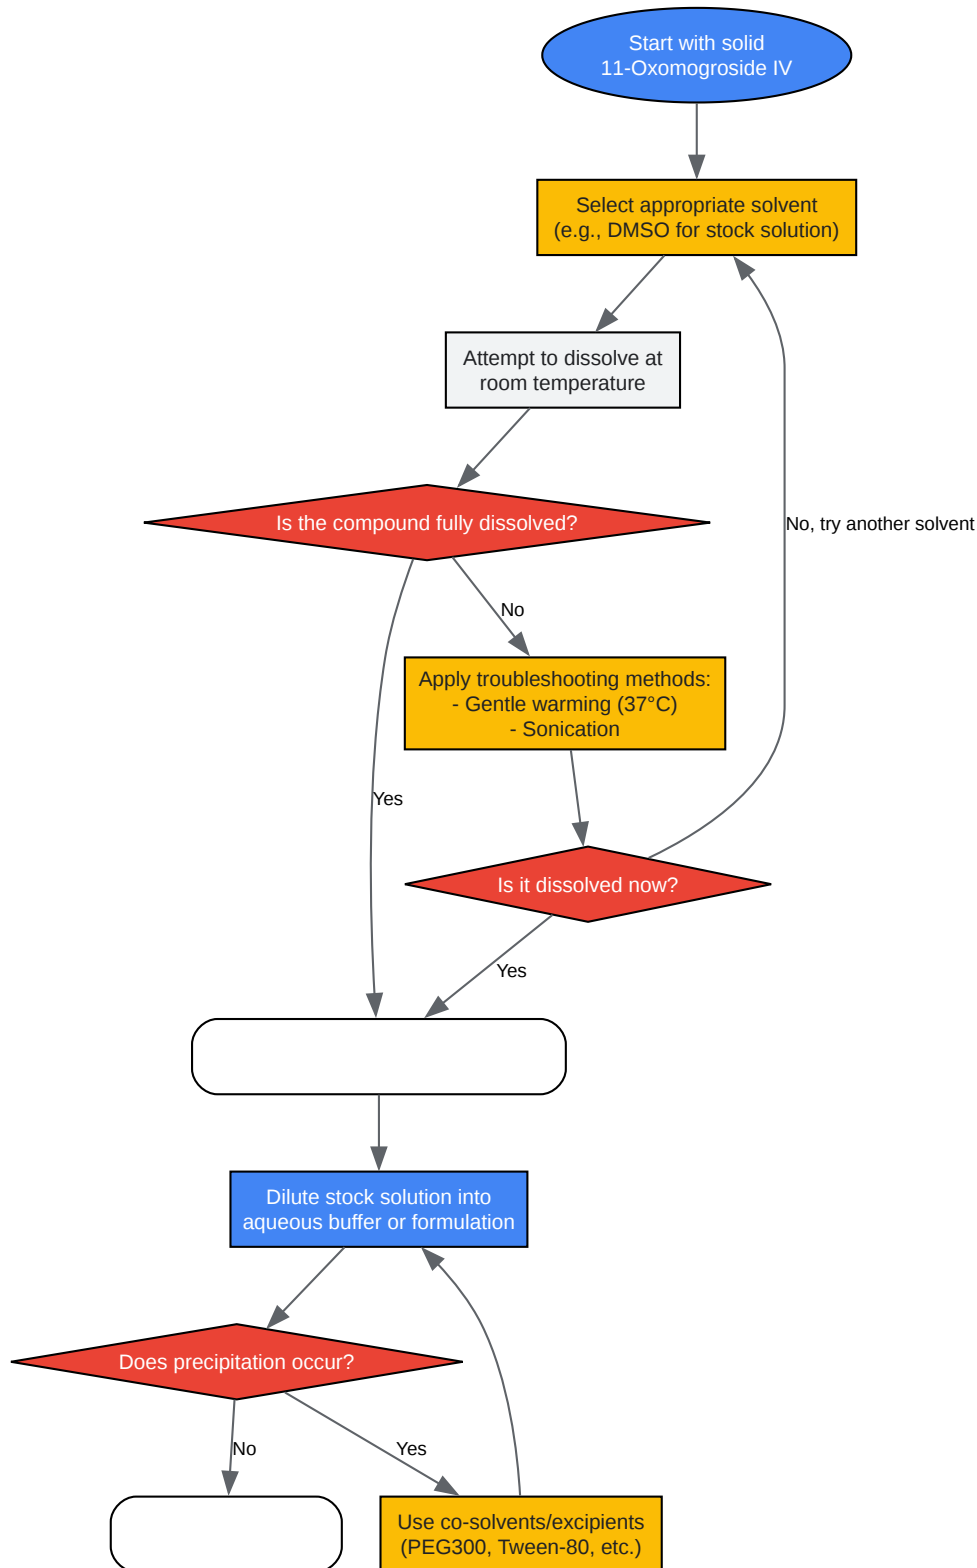 Start with solid
11-Oxomogroside IV
Select appropriate solvent
(e.g., DMSO for stock solution)
Attempt to dissolve at
room temperature
Is the compound fully dissolved?
No, try another solvent
No
Apply troubleshooting methods:
- Gentle warming (37°C)
- Sonication
Yes
Is it dissolved now?
Yes
Dilute stock solution into
aqueous buffer or formulation
Does precipitation occur?
No
Yes
Use co-solvents/excipients
(PEG300, Tween-80, etc.)